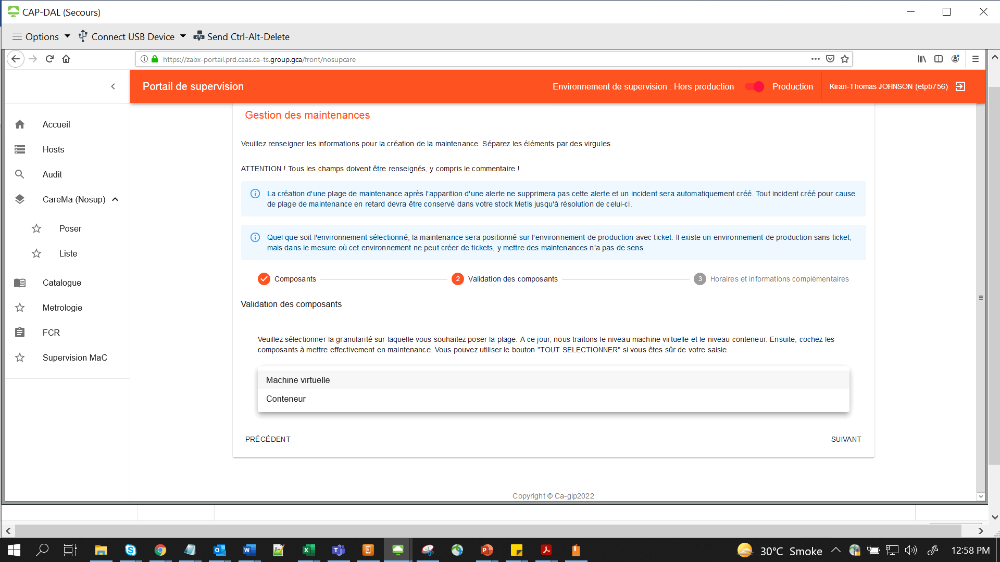 CAP-DAL (Secours)
Options Connect USB Device Send Ctrl-Alt-Delete
https://zabx-portail.prd.caas.ca-ts.group.gca/front/nosupcare
Portail de supervision
Environnement de supervision : Hors production Production
Kiran-Thomas JOHNSON (etpb756)
Accueil
Hosts
Audit
CareMa (Nosup)
Poser
Liste
Catalogue
Metrologie
FCR
Supervision MaC
Gestion des maintenances
Veuillez renseigner les informations pour la création de la maintenance. Séparez les éléments par des virgules
ATTENTION ! Tous les champs doivent être renseignés, y compris le commentaire !
La création d'une plage de maintenance après l'apparition d'une alerte ne supprimera pas cette alerte et un incident sera automatiquement créé. Tout incident créé pour cause
de plage de maintenance en retard devra être conservé dans votre stock Metis jusqu'à résolution de celui-ci.
Quel que soit l'environnement sélectionné, la maintenance sera positionné sur l'environnement de production avec ticket. Il existe un environnement de production sans ticket,
mais dans le mesure où cet environnement ne peut créer de tickets, y mettre des maintenances n'a pas de sens.
Composants
2 Validation des composants
3 Horaires et informations complémentaires
Validation des composants
Veuillez sélectionner la granularité sur laquelle vous souhaitez poser la plage. A ce jour, nous traitons le niveau machine virtuelle et le niveau conteneur. Ensuite, cochez les
composants à mettre effectivement en maintenance. Vous pouvez utiliser le bouton "TOUT SELECTIONNER" si vous êtes sûr de votre saisie.
Machine virtuelle
Conteneur
PRÉCÉDENT
SUIVANT
Copyright © Ca-gip2022
30°C Smoke
12:58 PM